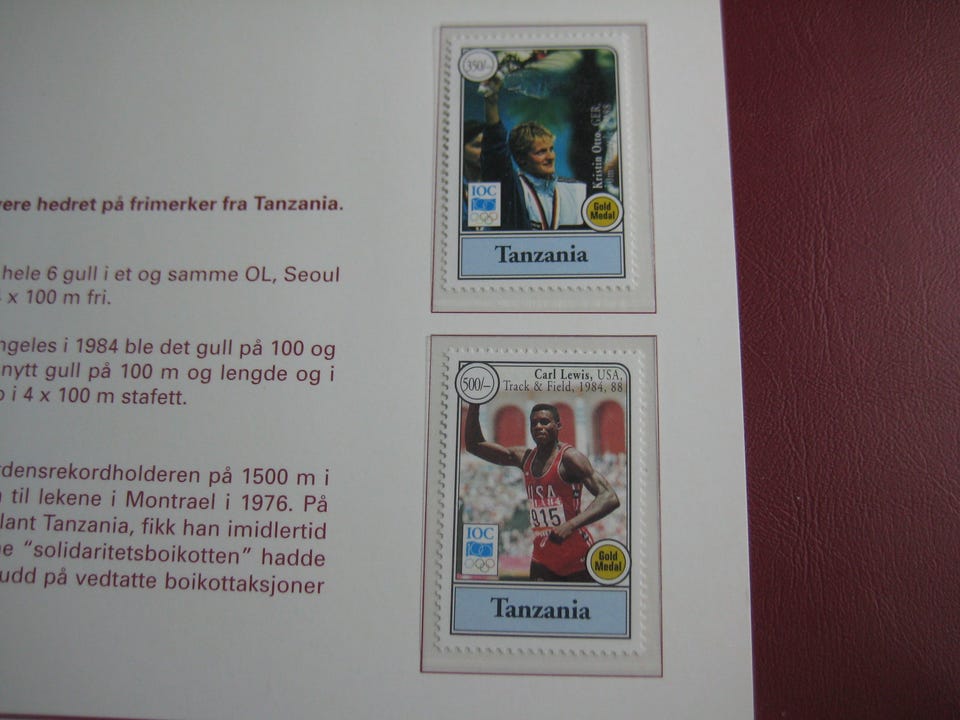 350/-
Kristin Otto, GER,
IOC
Gold
Medal
Tanzania
ere hedret på frimerker fra Tanzania.
hele 6 gull i et og samme OL, Seoul
x 100 m fri.
ngeles i 1984 ble det gull på 100 og
nytt gull på 100 m og lengde og i
i 4 x 100 m stafett.
rdensrekordholderen på 1500 m i
til lekene i Montrael i 1976. På
lant Tanzania, fikk han imidlertid
ne "solidaritetsboikotten" hadde
udd på vedtatte boikottaksjoner
500/-
Carl Lewis, USA,
Track & Field, 1984, 88
USA
915
IOC
Gold
Medal
Tanzania